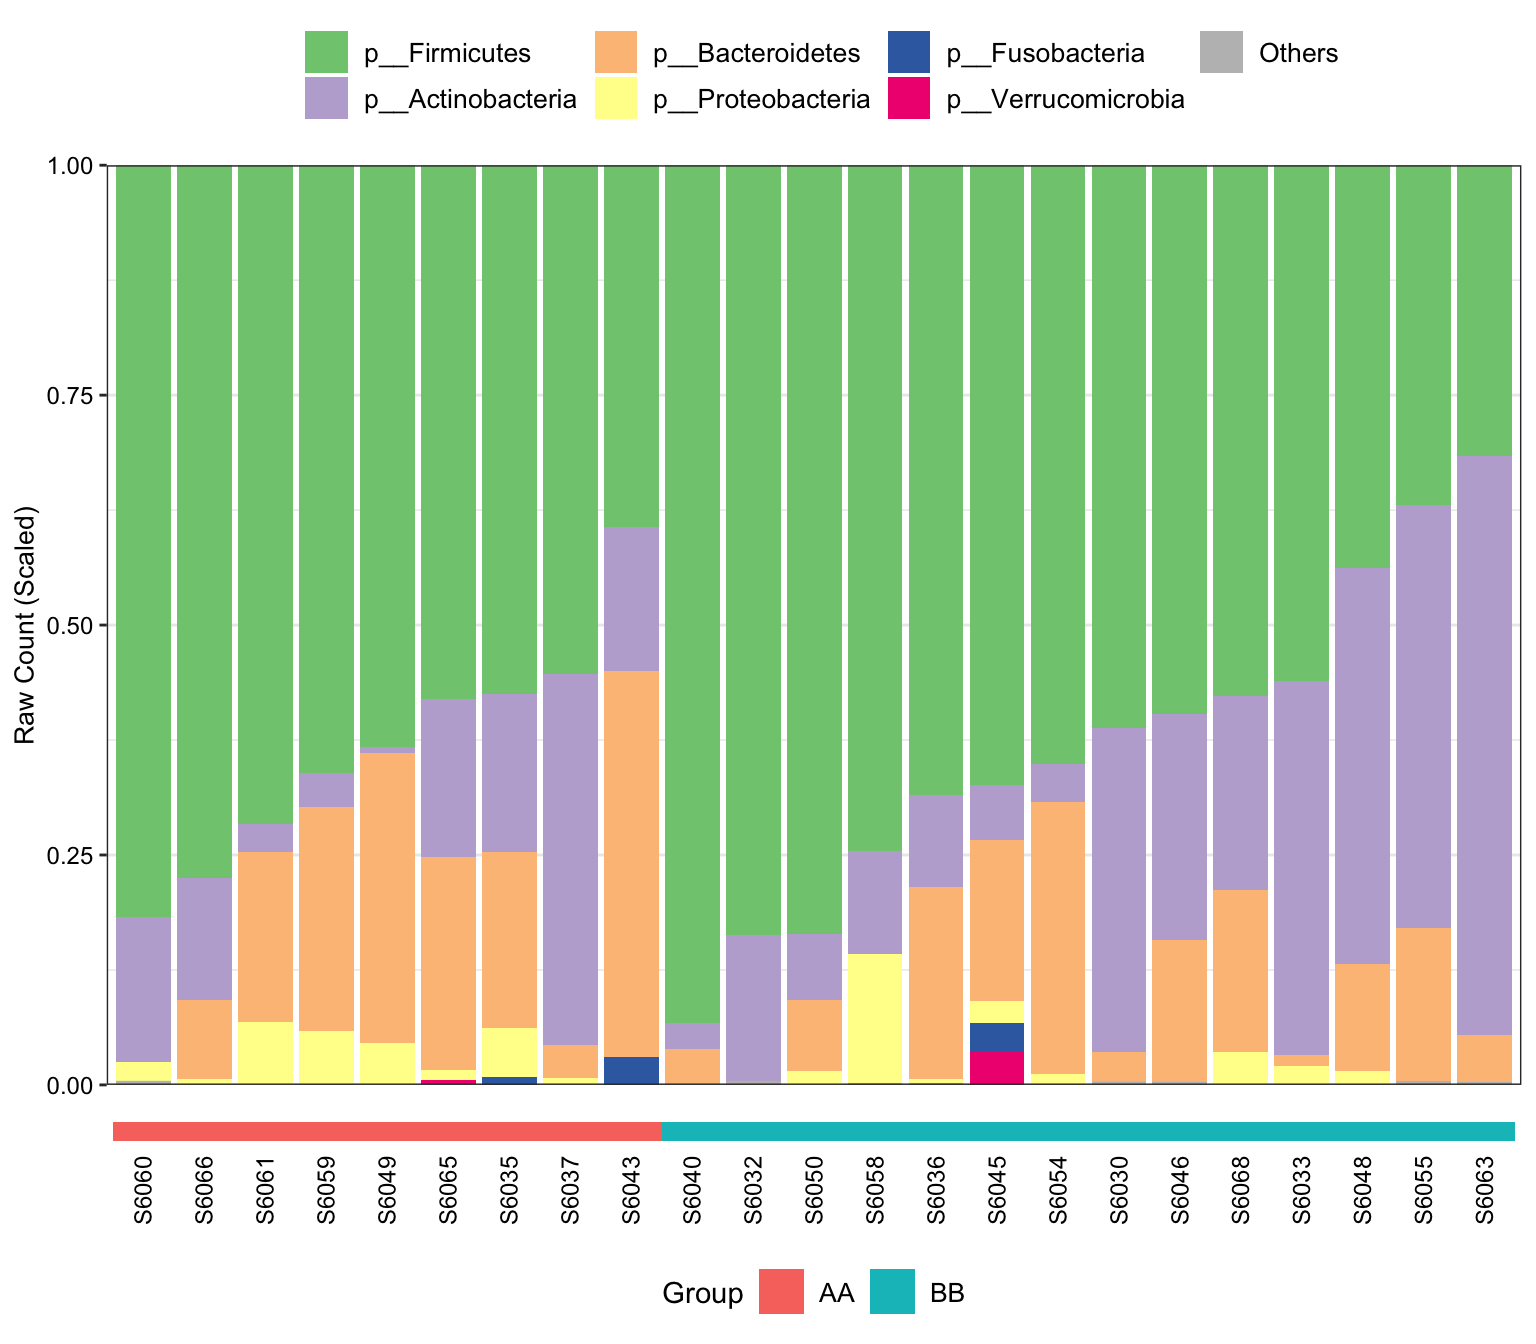 p__Firmicutes p__Bacteroidetes p__Fusobacteria Others
p__Actinobacteria p__Proteobacteria p__Verrucomicrobia
1.00
0.75
0.50
0.25
0.00
Raw Count (Scaled)
S6060 S6066 S6061 S6059 S6049 S6065 S6035 S6037 S6043 S6040 S6032 S6050 S6058 S6036 S6045 S6054 S6030 S6046 S6068 S6033 S6048 S6055 S6063
Group AA BB